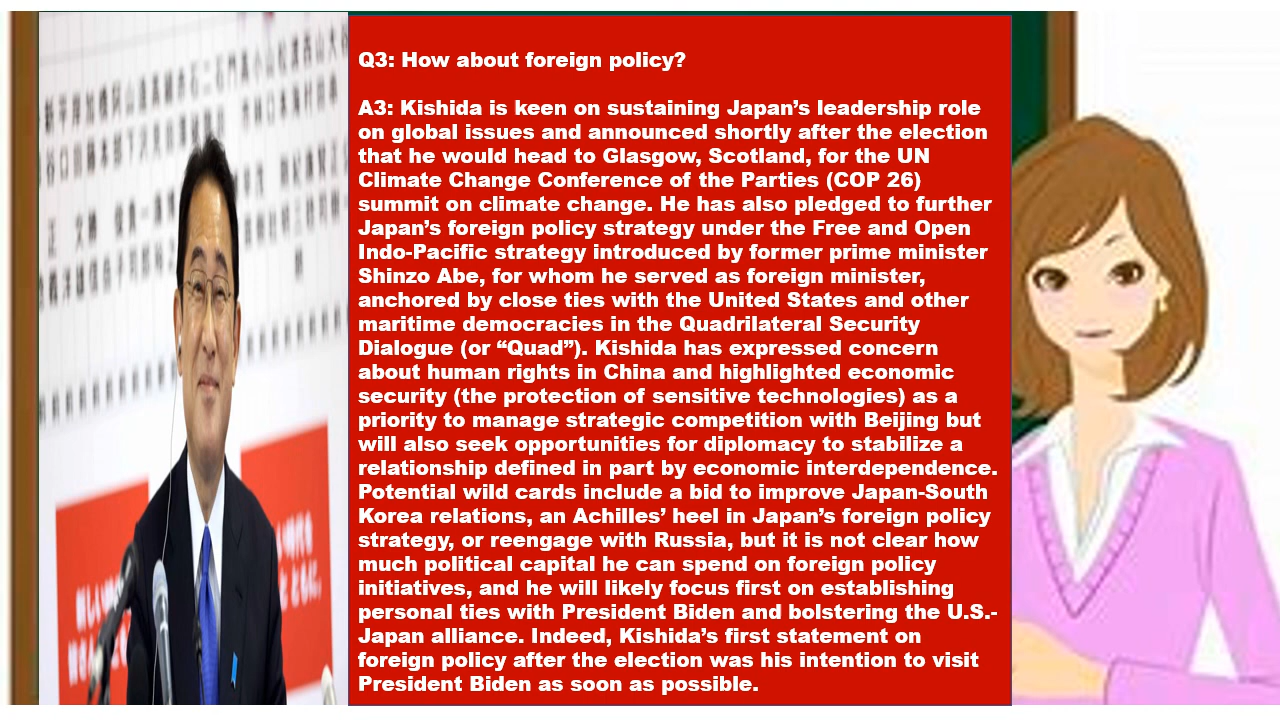 Q3: How about foreign policy?
A3: Kishida is keen on sustaining Japan’s leadership role
on global issues and announced shortly after the election
that he would head to Glasgow, Scotland, for the UN
Climate Change Conference of the Parties (COP 26)
summit on climate change. He has also pledged to further
Japan’s foreign policy strategy under the Free and Open
Indo-Pacific strategy introduced by former prime minister
Shinzo Abe, for whom he served as foreign minister,
anchored by close ties with the United States and other
maritime democracies in the Quadrilateral Security
Dialogue (or “Quad”). Kishida has expressed concern
about human rights in China and highlighted economic
security (the protection of sensitive technologies) as a
priority to manage strategic competition with Beijing but
will also seek opportunities for diplomacy to stabilize a
relationship defined in part by economic interdependence.
Potential wild cards include a bid to improve Japan-South
Korea relations, an Achilles’ heel in Japan’s foreign policy
strategy, or reengage with Russia, but it is not clear how
much political capital he can spend on foreign policy
initiatives, and he will likely focus first on establishing
personal ties with President Biden and bolstering the U.S.-
Japan alliance. Indeed, Kishida’s first statement on
foreign policy after the election was his intention to visit
President Biden as soon as possible.